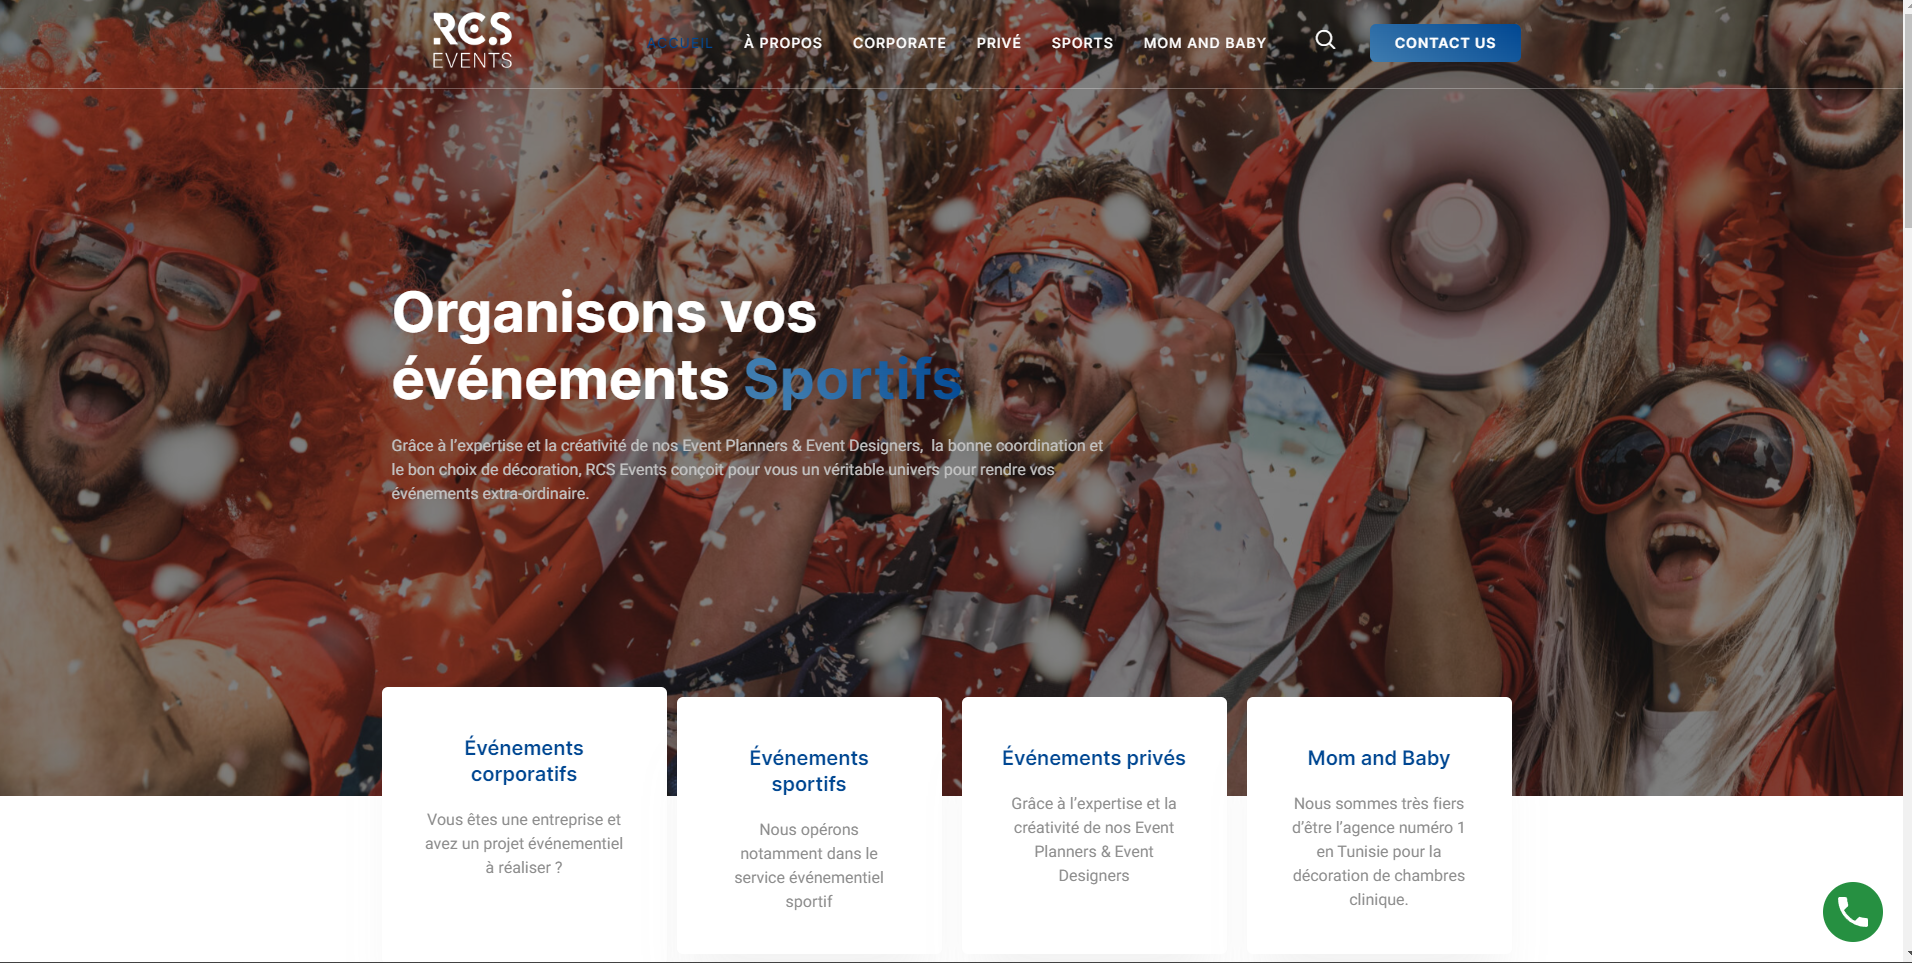 RCS
EVENTS
ACCUEIL
À PROPOS
CORPORATE
PRIVÉ
SPORTS
MOM AND BABY
CONTACT US
Organisons vos
événements Sportifs
Grâce à l’expertise et la créativité de nos Event Planners & Event Designers,  la bonne coordination et
le bon choix de décoration, RCS Events conçoit pour vous un véritable univers pour rendre vos
événements extra-ordinaire.
Événements
corporatifs
Vous êtes une entreprise et
avez un projet événementiel
à réaliser ?
Événements
sportifs
Nous opérons
notamment dans le
service événementiel
sportif
Événements privés
Grâce à l’expertise et la
créativité de nos Event
Planners & Event
Designers
Mom and Baby
Nous sommes très fiers
d’être l’agence numéro 1
en Tunisie pour la
décoration de chambres
clinique.